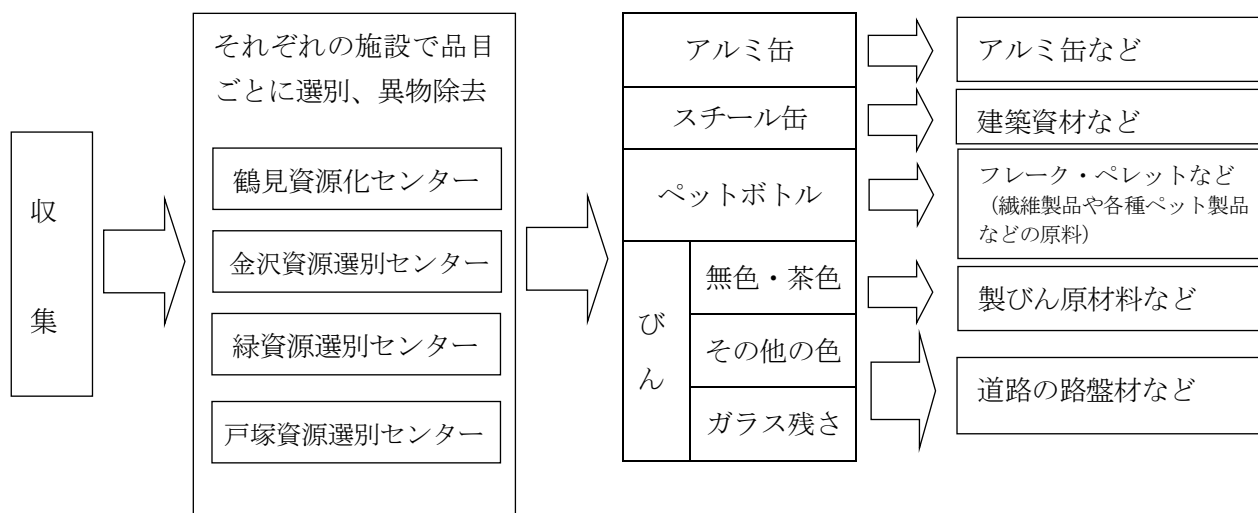 収
集
それぞれの施設で品目
ごとに選別、異物除去
鶴見資源化センター
金沢資源選別センター
緑資源選別センター
戸塚資源選別センター
アルミ缶
スチール缶
ペットボトル
び
ん
無色・茶色
その他の色
ガラス残さ
アルミ缶など
建築資材など
フレーク・ペレットなど
（繊維製品や各種ペット製品
などの原料）
製びん原材料など
道路の路盤材など